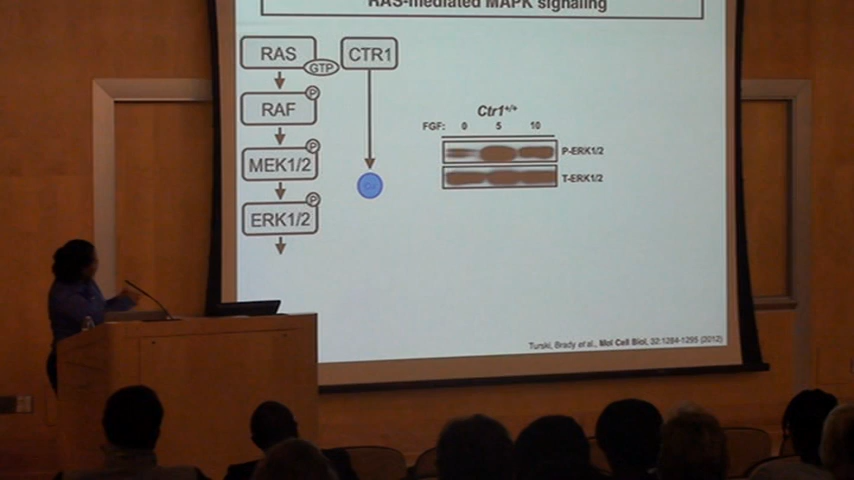 RAS-mediated MAPK signaling
RAS
GTP
CTR1
RAF
P
MEK1/2
P
ERK1/2
P
Cu
Ctr1+/+
FGF: 0 5 10
P-ERK1/2
T-ERK1/2
Turski, Brady et al., Mol Cell Biol, 32:1284-1295 (2012)